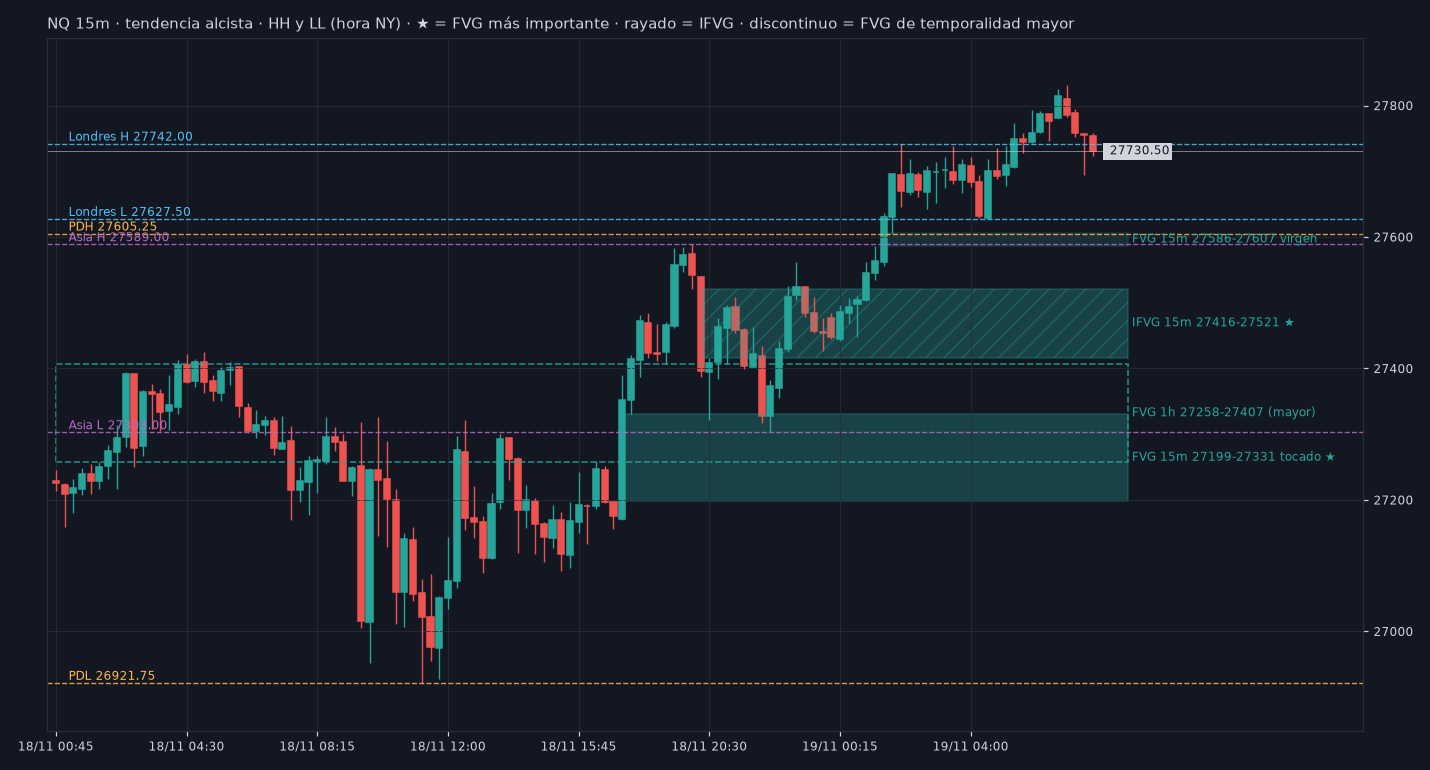 NQ 15m · tendencia alcista · HH y LL (hora NY) · ★ = FVG más importante · rayado = IFVG · discontinuo = FVG de temporalidad mayor
27800
Londres H 27742.00
27730.50
Londres L 27627.50
PDH 27605.25
Asia H 27589.00
27600
FVG 15m 27586-27607 virgen
IFVG 15m 27416-27521 ★
27400
FVG 1h 27258-27407 (mayor)
Asia L
FVG 15m 27199-27331 tocado ★
27200
27000
PDL 26921.75
18/11 00:45
18/11 04:30
18/11 08:15
18/11 12:00
18/11 15:45
18/11 20:30
19/11 00:15
19/11 04:00